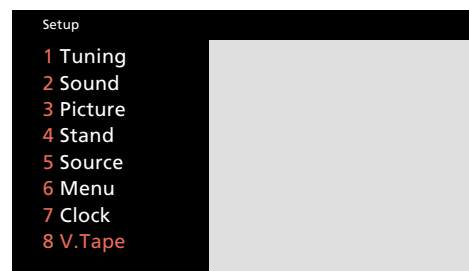 Setup
1 Tuning
2 Sound
3 Picture
4 Stand
5 Source
6 Menu
7 Clock
8 V.Tape